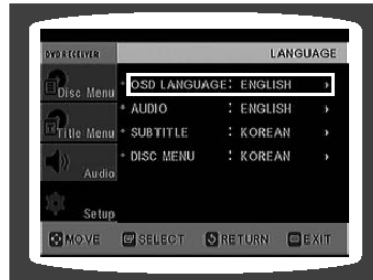 DVD RECEIVER LANGUAGE
Disc Menu
Title Menu
Audio
Setup
OSD LANGUAGE : ENGLISH
AUDIO : ENGLISH
SUBTITLE : KOREAN
DISC MENU : KOREAN
MOVE SELECT RETURN EXIT